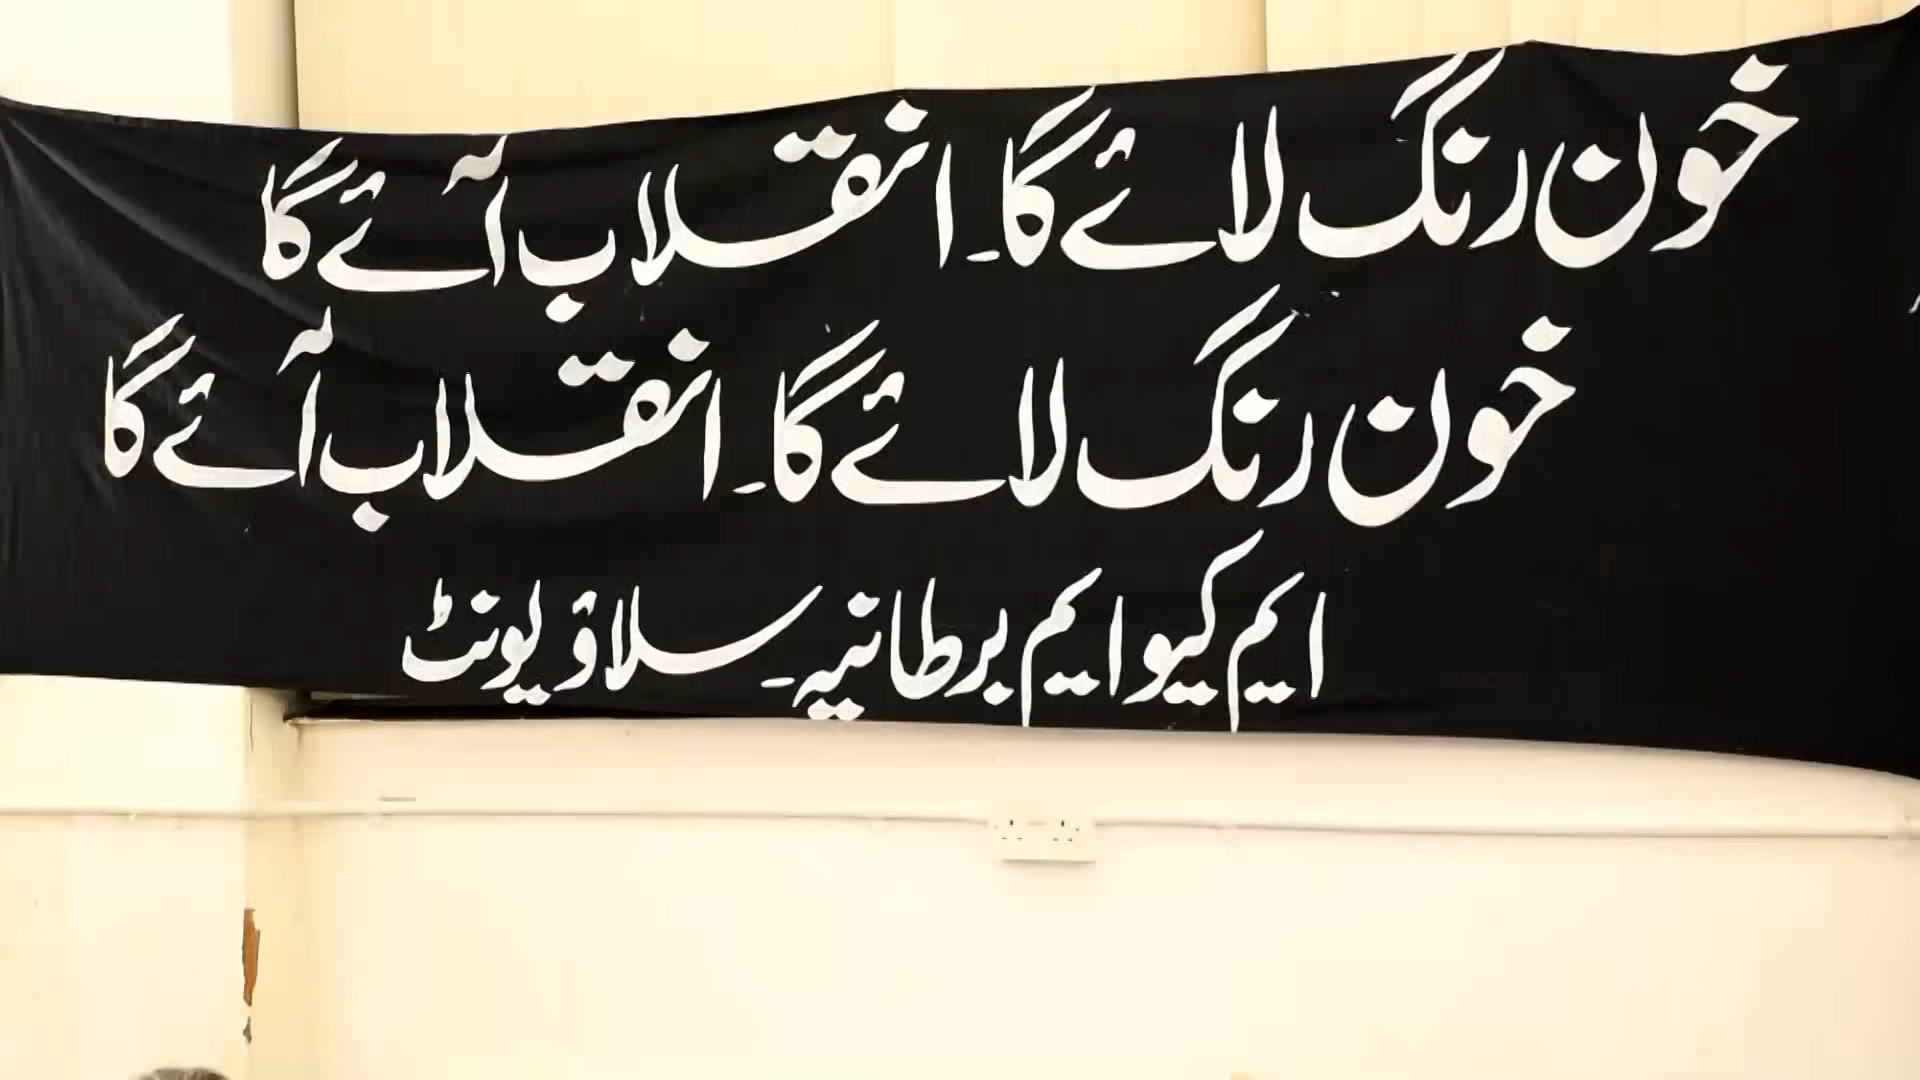 خون رنگ لائے گا۔ انقلاب آئے گا
خون رنگ لائے گا۔ انقلاب آئے گا
ایم کیو ایم برطانیہ۔ سلاؤ یونٹ